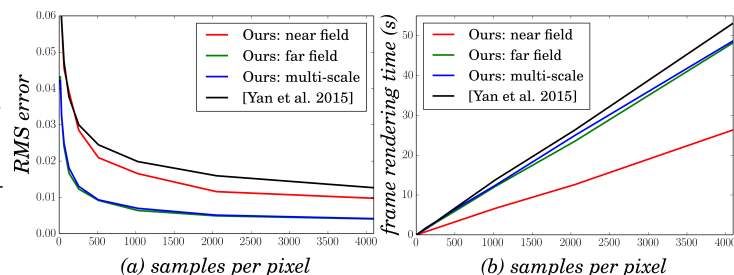 RMS error
0.06
0.05
0.04
0.03
0.02
0.01
0.00
Ours: near field
Ours: far field
Ours: multi-scale
[Yan et al. 2015]
0 500 1000 1500 2000 2500 3000 3500 4000
(a) samples per pixel
frame rendering time (s)
50
40
30
20
10
0
Ours: near field
Ours: far field
Ours: multi-scale
[Yan et al. 2015]
0 500 1000 1500 2000 2500 3000 3500 4000
(b) samples per pixel